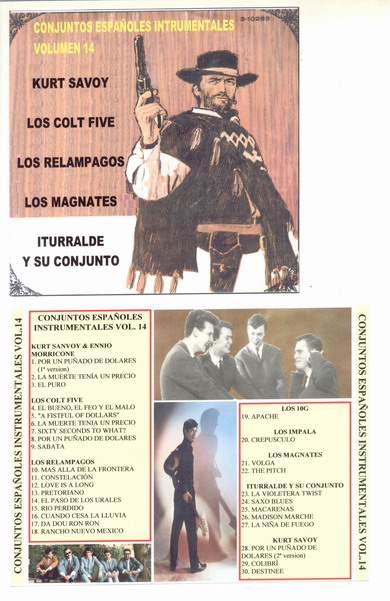 CONJUNTOS ESPAÑOLES INTRUMENTALES
S-10293
VOLUMEN 14
KURT SAVOY
LOS COLT FIVE
LOS RELAMPAGOS
LOS MAGNATES
ITURRALDE
Y SU CONJUNTO
CONJUNTOS ESPAÑOLES INSTRUMENTALES VOL.14
CONJUNTOS ESPAÑOLES
INSTRUMENTALES VOL. 14
KURT SANVOY & ENNIO
MORRICONE
1. POR UN PUÑADO DE DOLARES
(1ª version)
2. LA MUERTE TENÍA UN PRECIO
3. EL PURO
LOS COLT FIVE
4. EL BUENO, EL FEO Y EL MALO
5. "A FISTFUL OF DOLLARS"
6. LA MUERTE TENIA UN PRECIO
7. SIXTY SECONDS TO WHAT?
8. POR UN PUÑADO DE DOLARES
9. SABATA
LOS RELAMPAGOS
10. MAS ALLA DE LA FRONTERA
11. CONSTELACIÓN
12. LOVE IS A LONG
13. PRETORIANO
14. EL PASO DE LOS URALES
15. RIO PERDIDO
16. CUANDO CESA LA LLUVIA
17. DA DOU RON RON
18. RANCHO NUEVO MEXICO
LOS 10G
19. APACHE
LOS IMPALA
20. CREPUSCULO
LOS MAGNATES
21. VOLGA
22. THE PITCH
ITURRALDE Y SU CONJUNTO
23. LA VIOLETERA TWIST
24. SAXO BLUES
25. MACARENAS
26. MADISON MARCHE
27. LA NIÑA DE FUEGO
KURT SAVOY
28. POR UN PUÑADO DE
DOLARES (2ª version)
29. COLIBRÍ
30. DESTINEE
CONJUNTOS ESPAÑOLES INSTRUMENTALES VOL.14